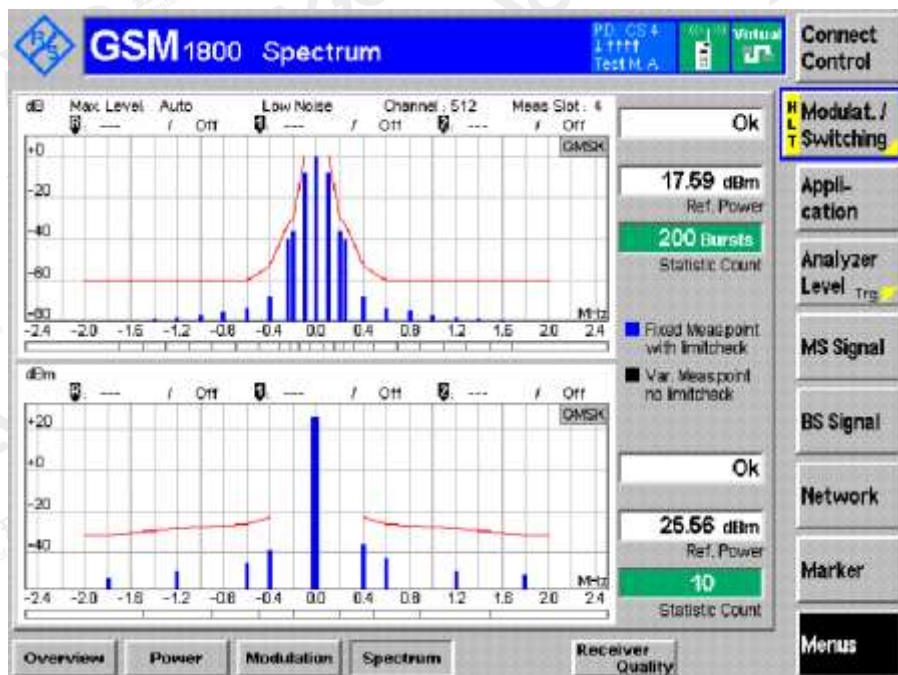 GSM 1800 Spectrum
PD: CS4
Test M. A
Virtual
Connect Control
dB Max. Level Auto Low Noise Channel: 512 Meas Slot: 4
--- / Off --- / Off --- / Off
GMSK
+0
-20
-40
-60
-80
MHz
-2.4 -2.0 -1.6 -1.2 -0.8 -0.4 0.0 0.4 0.8 1.2 1.6 2.0 2.4
Ok
17.59 dBm
Ref. Power
200 Bursts
Statistic Count
Fixed Meas point
with limitcheck
Var. Meas point
no limitcheck
dBm
--- / Off --- / Off --- / Off
GMSK
+20
+0
-20
-40
MHz
-2.4 -2.0 -1.6 -1.2 -0.8 -0.4 0.0 0.4 0.8 1.2 1.6 2.0 2.4
Ok
25.56 dBm
Ref. Power
10
Statistic Count
HLT
Modulat. /
Switching
Appli-
cation
Analyzer
Level Trg
MS Signal
BS Signal
Network
Marker
Menus
Overview Power Modulation Spectrum Receiver
Quality